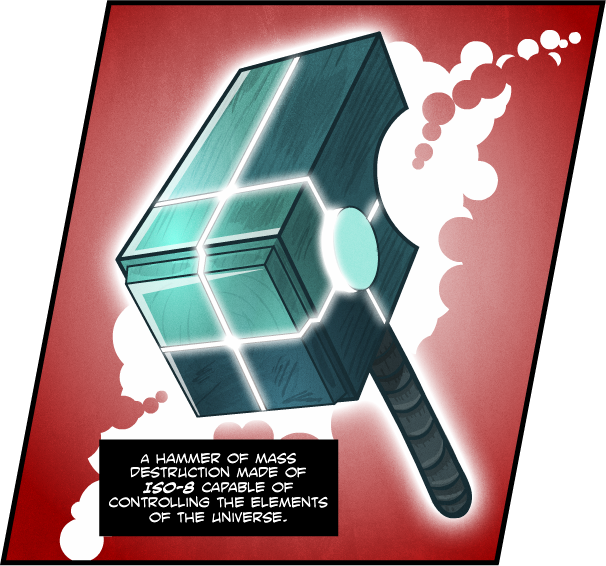 A HAMMER OF MASS
DESTRUCTION MADE OF
ISO-8 CAPABLE OF
CONTROLLING THE ELEMENTS
OF THE UNIVERSE.